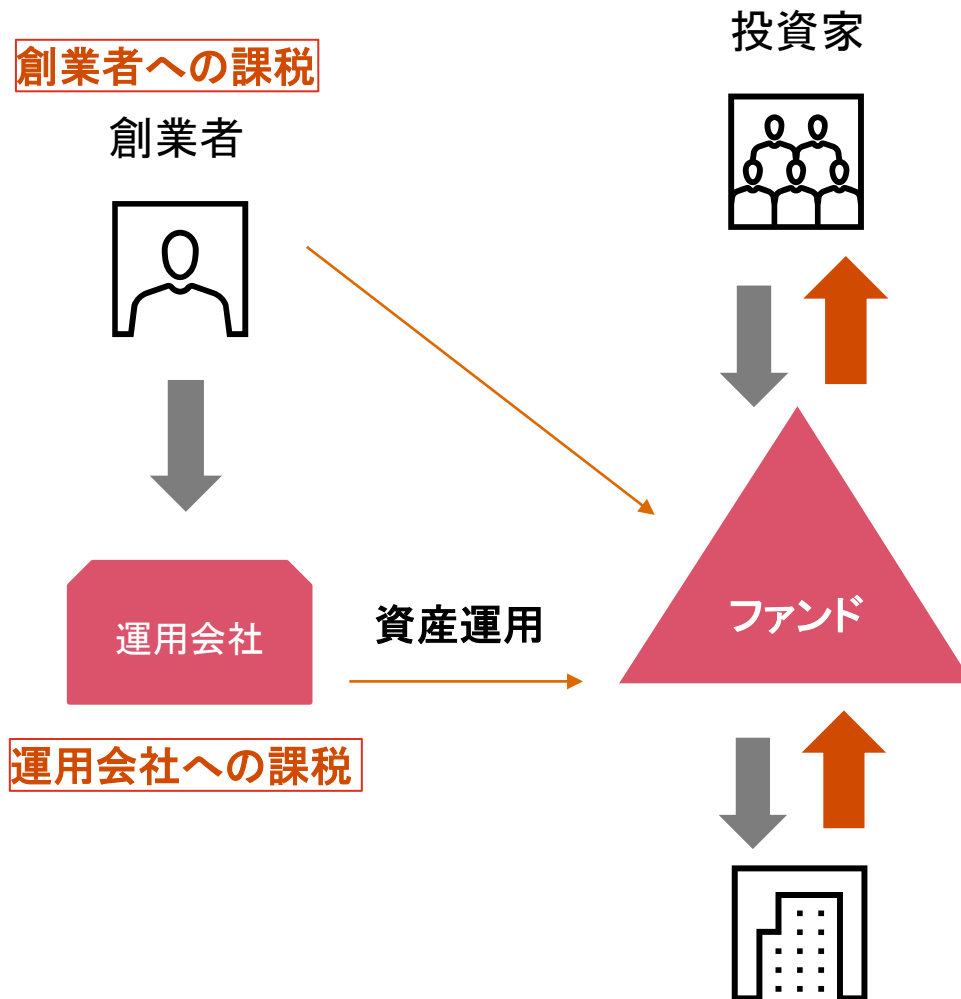 投資家
創業者への課税
創業者
資産運用
ファンド
運用会社
運用会社への課税